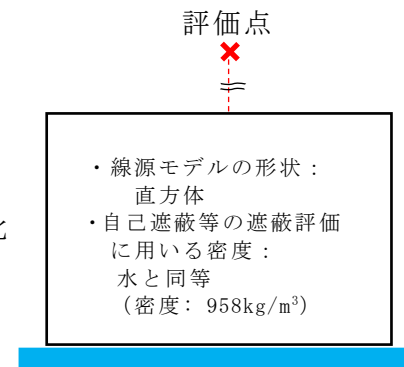 評価点
・線源モデルの形状：
直方体
・自己遮蔽等の遮蔽評価
に用いる密度：
水と同等
(密度：958kg/m³)